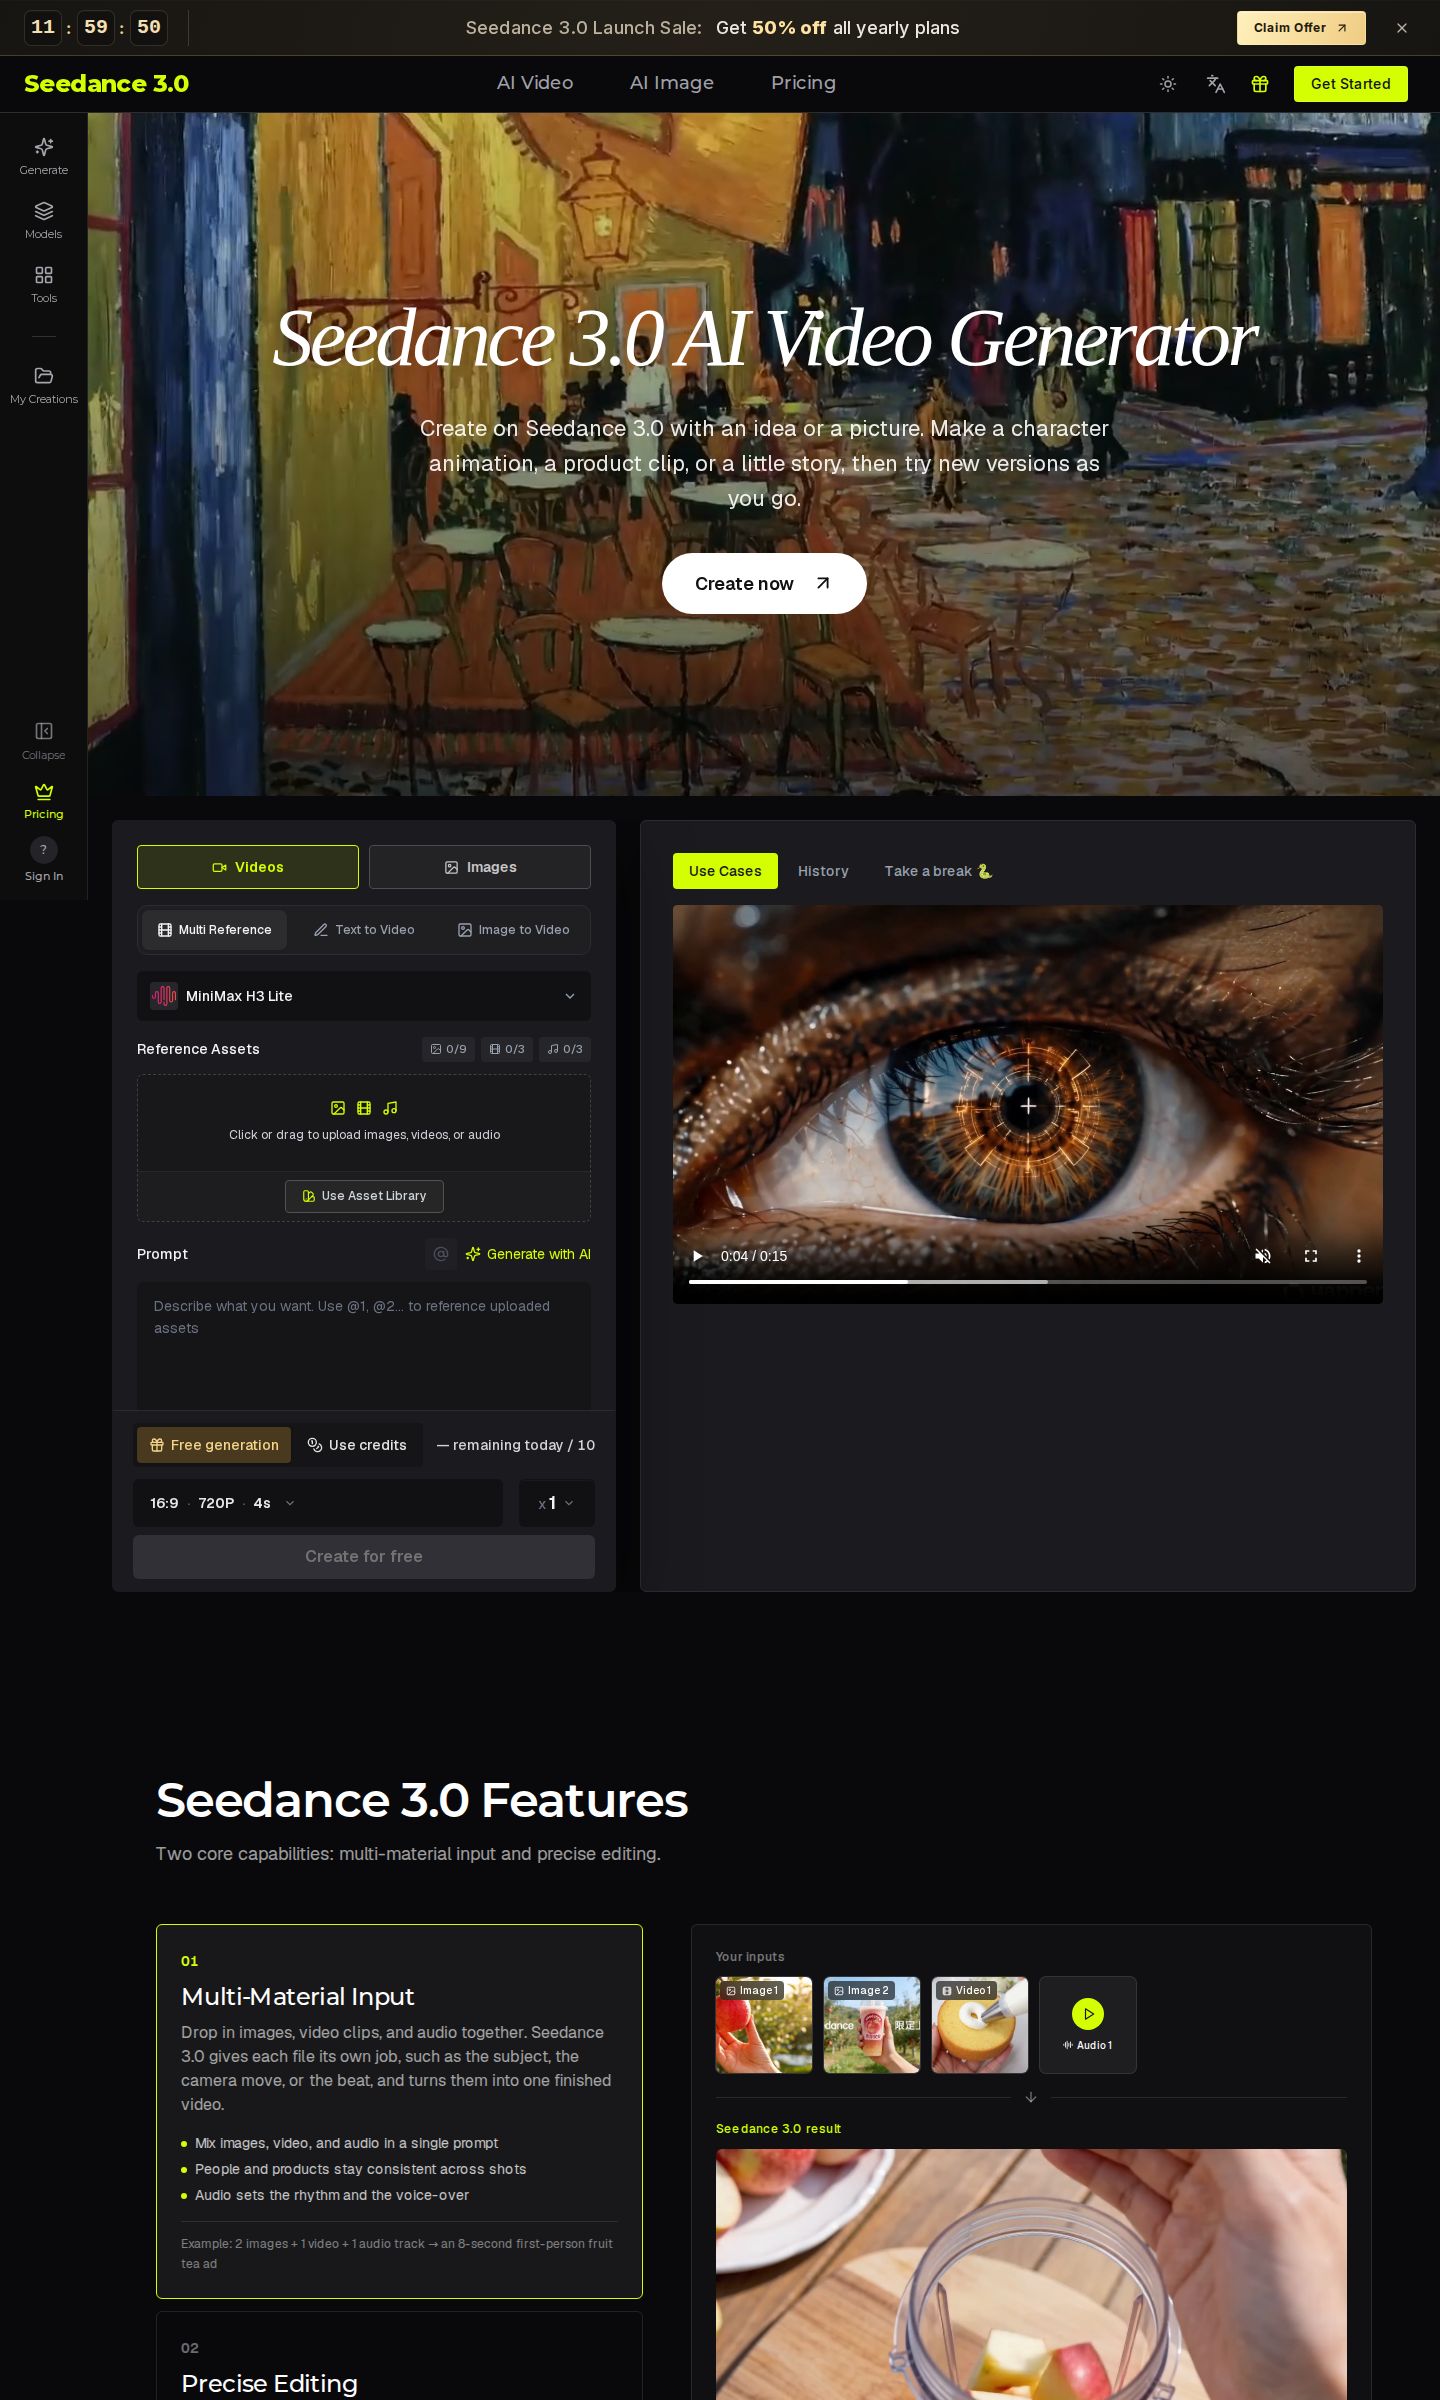 11 : 59 : 50
Seedance 3.0 Launch Sale: Get 50% off all yearly plans
Claim Offer
Seedance 3.0
AI Video
AI Image
Pricing
Get Started
Generate
Models
Tools
My Creations
Collapse
Pricing
?
Sign In
Seedance 3.0 AI Video Generator
Create on Seedance 3.0 with an idea or a picture. Make a character
animation, a product clip, or a little story, then try new versions as
you go.
Create now
Videos
Images
Multi Reference
Text to Video
Image to Video
MiniMax H3 Lite
Reference Assets
0/9
0/3
0/3
Click or drag to upload images, videos, or audio
Use Asset Library
Prompt
@
Generate with AI
Describe what you want. Use @1, @2... to reference uploaded
assets
Free generation
Use credits
— remaining today / 10
16:9 · 720P · 4s
x 1
Create for free
Use Cases
History
Take a break 🐍
0:04 / 0:15
Seedance 3.0 Features
Two core capabilities: multi-material input and precise editing.
01
Multi-Material Input
Drop in images, video clips, and audio together. Seedance
3.0 gives each file its own job, such as the subject, the
camera move, or the beat, and turns them into one finished
video.
Mix images, video, and audio in a single prompt
People and products stay consistent across shots
Audio sets the rhythm and the voice-over
Example: 2 images + 1 video + 1 audio track → an 8-second first-person fruit
tea ad
02
Precise Editing
Your inputs
Image 1
Image 2
dance
限定
Video 1
Audio 1
Seedance 3.0 result